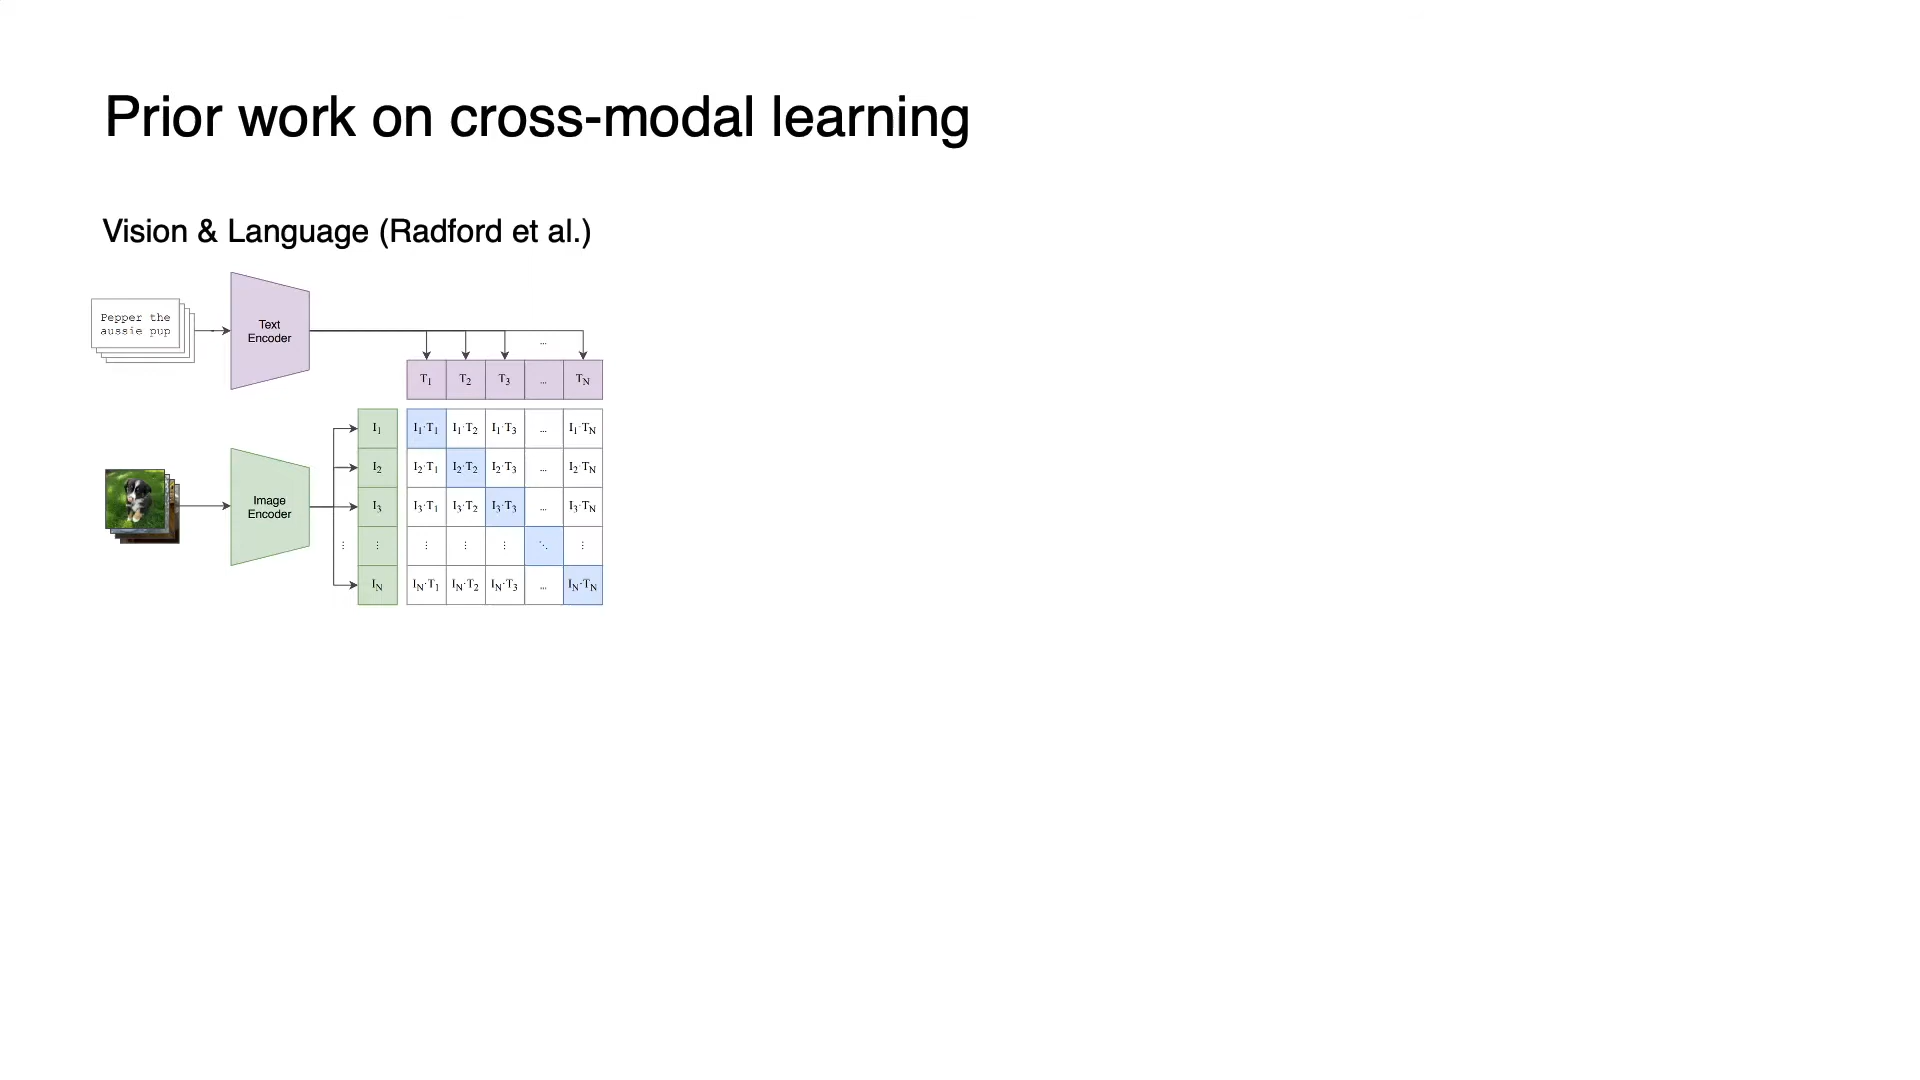 Prior work on cross-modal learning
Vision & Language (Radford et al.)
Pepper the
aussie pup
Text
Encoder
...
T1 T2 T3 ... TN
Image
Encoder
I1 I1·T1 I1·T2 I1·T3 ... I1·TN
I2 I2·T1 I2·T2 I2·T3 ... I2·TN
I3 I3·T1 I3·T2 I3·T3 ... I3·TN
⋮ ⋮ ⋮ ⋮ ⋮ ⋱ ⋮
IN IN·T1 IN·T2 IN·T3 ... IN·TN